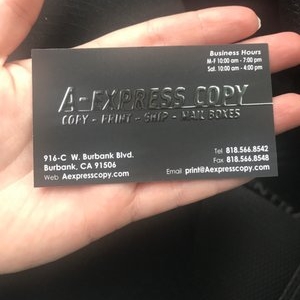 Business Hours
M-F 10:00 am - 7:00 pm
Sat. 10:00 am - 4:00 pm
A-EXPRESS COPY
COPY - PRINT - SHIP - MAIL BOXES
916-C W. Burbank Blvd.
Burbank, CA 91506
Web Aexpresscopy.com
Tel 818.566.8542
Fax 818.566.8548
Email print@Aexpresscopy.com